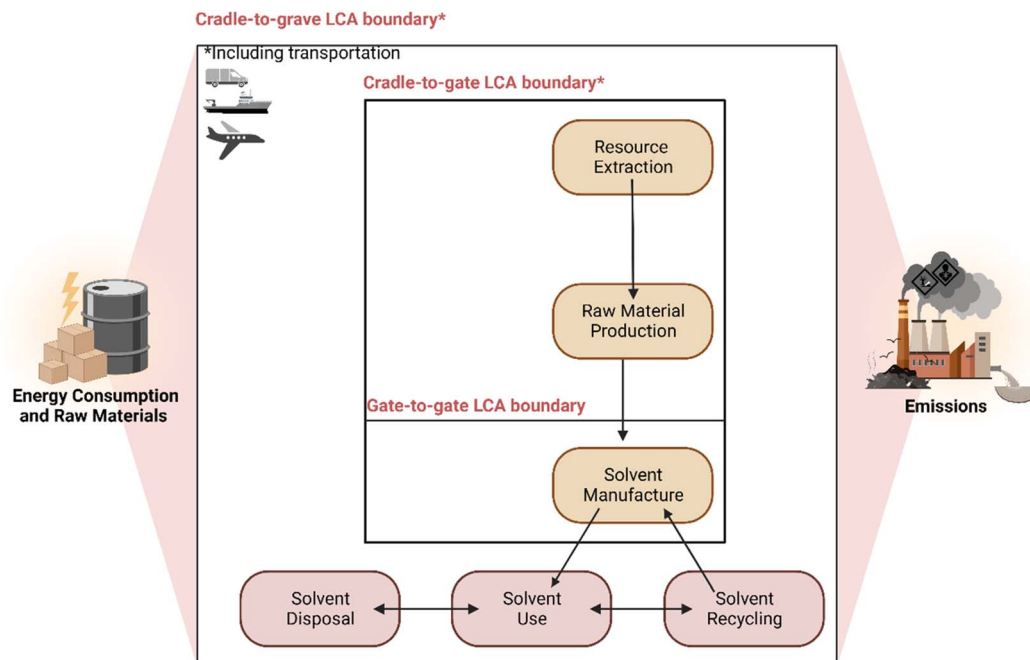 Cradle-to-grave LCA boundary*
*Including transportation
Cradle-to-gate LCA boundary*
Resource
Extraction
Raw Material
Production
Energy Consumption
and Raw Materials
Emissions
Gate-to-gate LCA boundary
Solvent
Manufacture
Solvent
Disposal
Solvent
Use
Solvent
Recycling